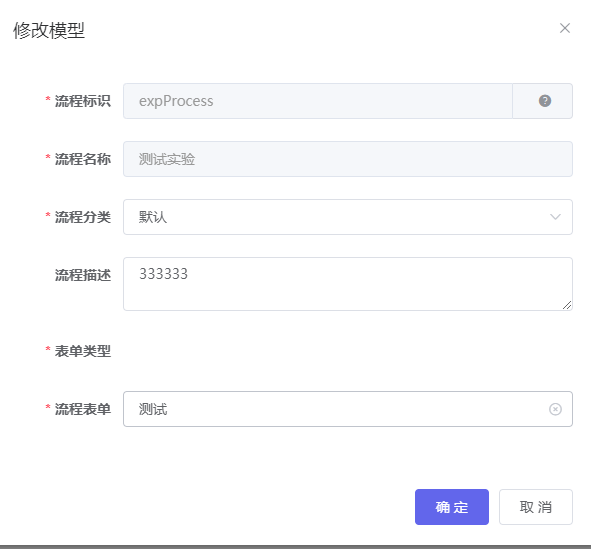 修改模型
* 流程标识 expProcess
* 流程名称 测试实验
* 流程分类 默认
流程描述 333333
* 表单类型
* 流程表单 测试
确 定 取 消